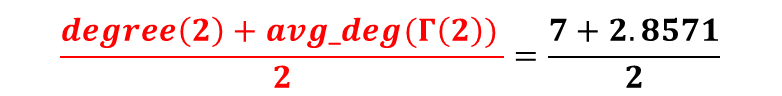 degree(2) + avg_deg(Γ(2)) / 2 = 7 + 2.8571 / 2